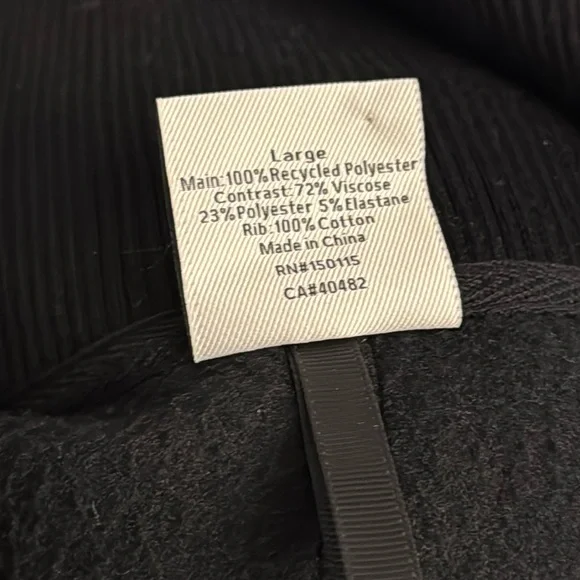 Large
Main:100%Recycled Polyester
Contrast:72% Viscose
23%Polyester 5%Elastane
Rib:100%Cotton
Made in China
RN#150115
CA#40482